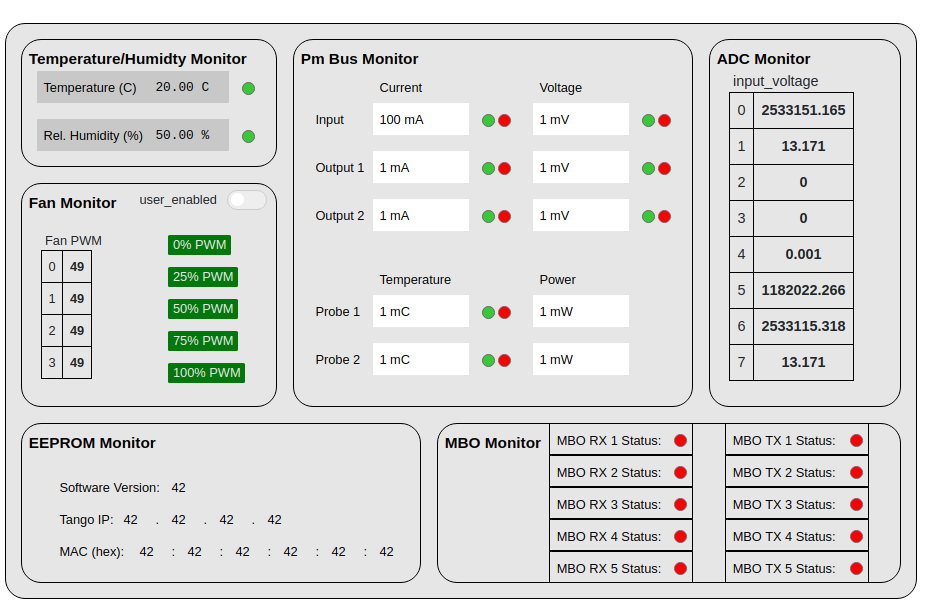 Temperature/Humidty Monitor
Temperature (C) 20.00 C
Rel. Humidity (%) 50.00 %
Fan Monitor user_enabled
Fan PWM
0 49
1 49
2 49
3 49
0% PWM
25% PWM
50% PWM
75% PWM
100% PWM
Pm Bus Monitor
Current Voltage
Input 100 mA 1 mV
Output 1 1 mA 1 mV
Output 2 1 mA 1 mV
Temperature Power
Probe 1 1 mC 1 mW
Probe 2 1 mC 1 mW
ADC Monitor
input_voltage
0 2533151.165
1 13.171
2 0
3 0
4 0.001
5 1182022.266
6 2533115.318
7 13.171
EEPROM Monitor
Software Version: 42
Tango IP: 42 . 42 . 42 . 42
MAC (hex): 42 : 42 : 42 : 42 : 42 : 42
MBO Monitor
MBO RX 1 Status: MBO TX 1 Status:
MBO RX 2 Status: MBO TX 2 Status:
MBO RX 3 Status: MBO TX 3 Status:
MBO RX 4 Status: MBO TX 4 Status:
MBO RX 5 Status: MBO TX 5 Status: